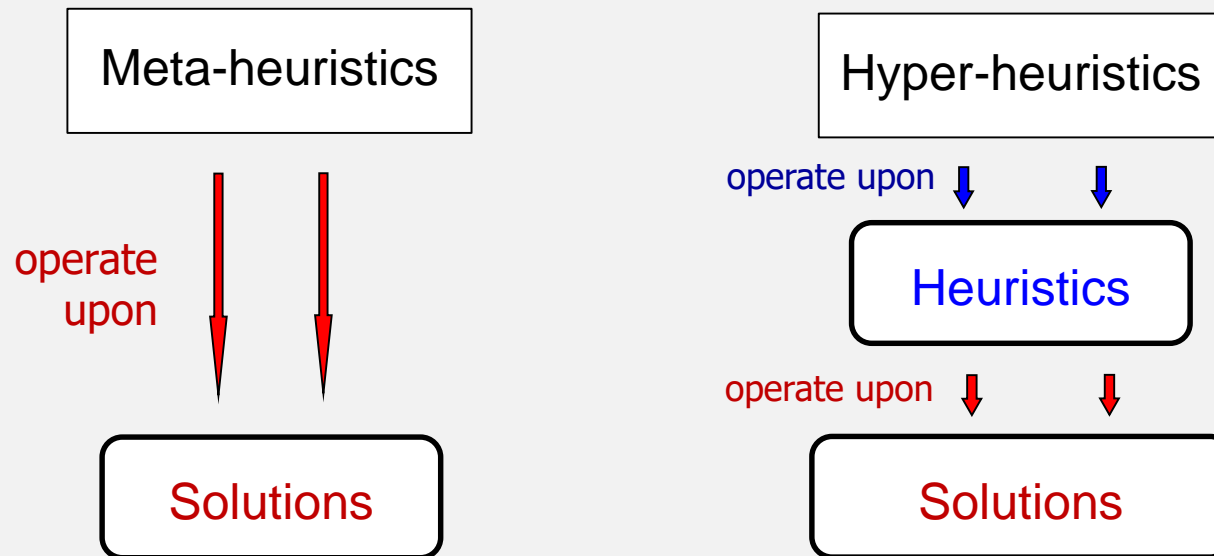 Meta-heuristics
operate
upon
Solutions
Hyper-heuristics
operate upon
Heuristics
operate upon
Solutions